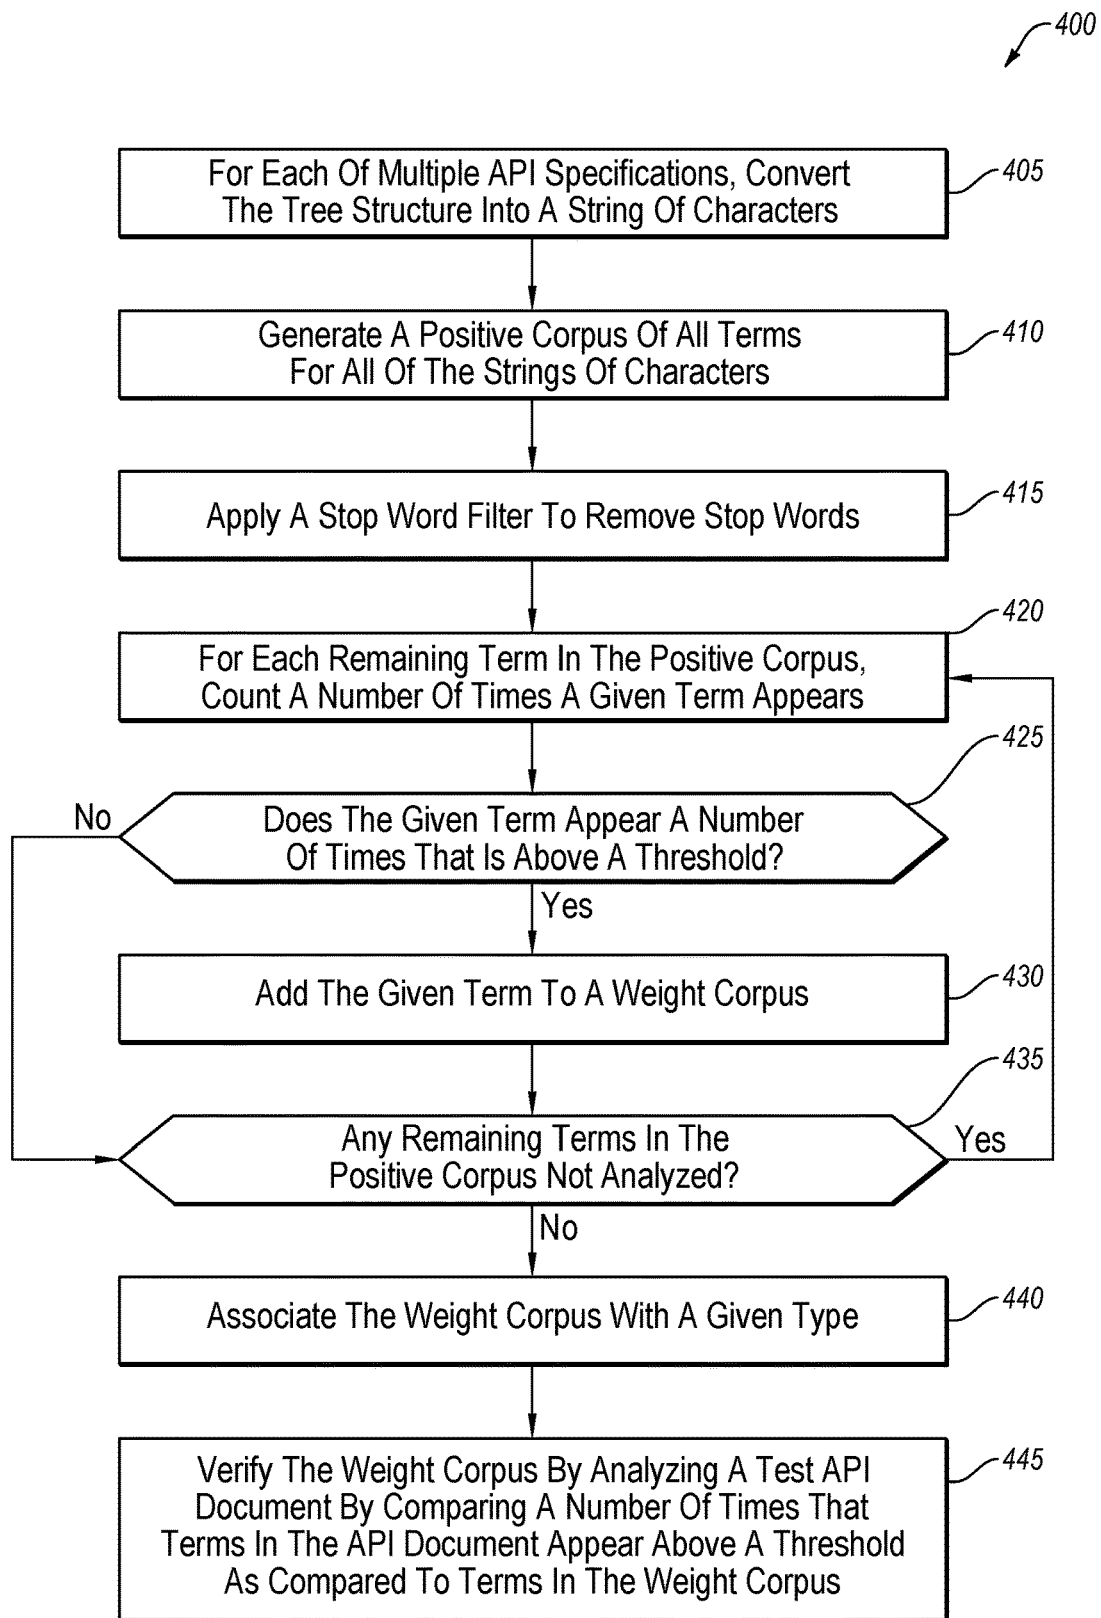 400
For Each Of Multiple API Specifications, Convert
The Tree Structure Into A String Of Characters
405
Generate A Positive Corpus Of All Terms
For All Of The Strings Of Characters
410
Apply A Stop Word Filter To Remove Stop Words
415
For Each Remaining Term In The Positive Corpus,
Count A Number Of Times A Given Term Appears
420
Does The Given Term Appear A Number
Of Times That Is Above A Threshold?
425
No
Yes
Add The Given Term To A Weight Corpus
430
Any Remaining Terms In The
Positive Corpus Not Analyzed?
435
Yes
No
Associate The Weight Corpus With A Given Type
440
Verify The Weight Corpus By Analyzing A Test API
Document By Comparing A Number Of Times That
Terms In The API Document Appear Above A Threshold
As Compared To Terms In The Weight Corpus
445